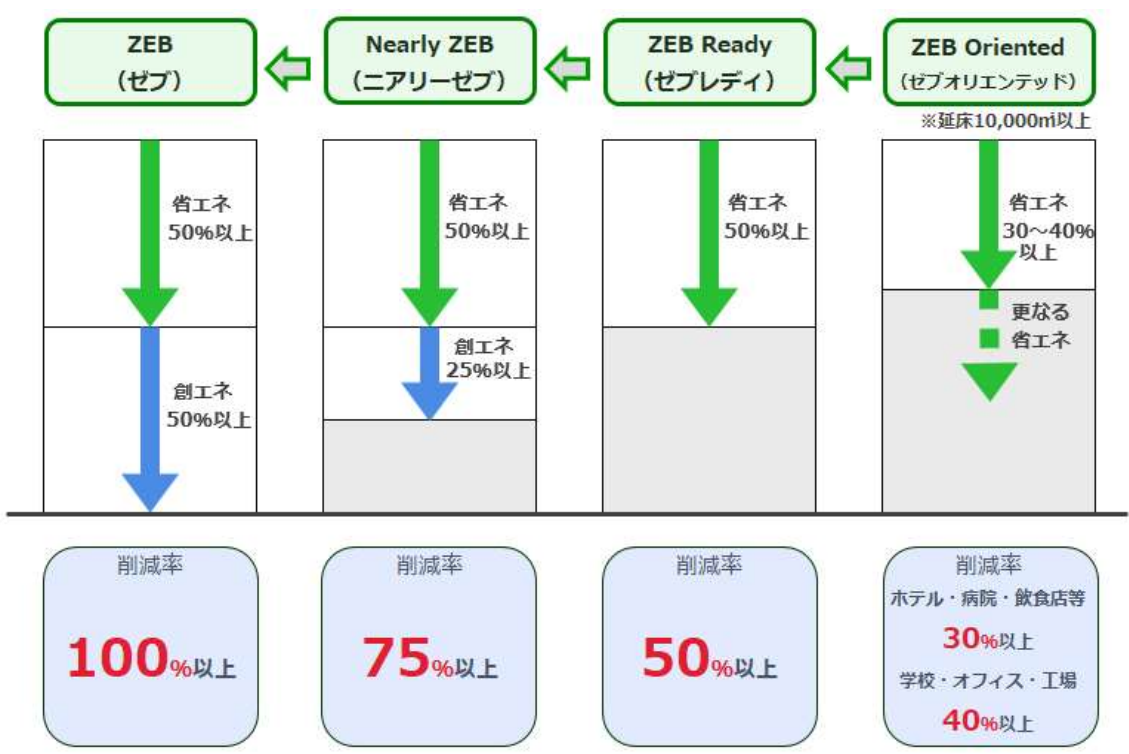 ZEB
（ゼブ）
Nearly ZEB
（ニアリーゼブ）
ZEB Ready
（ゼブレディ）
ZEB Oriented
（ゼブオリエンテッド）
※延床10,000㎡以上
省エネ
50%以上
創エネ
50%以上
省エネ
50%以上
創エネ
25%以上
省エネ
50%以上
省エネ
30～40%
以上
更なる
省エネ
削減率
100%以上
削減率
75%以上
削減率
50%以上
削減率
ホテル・病院・飲食店等
30%以上
学校・オフィス・工場
40%以上